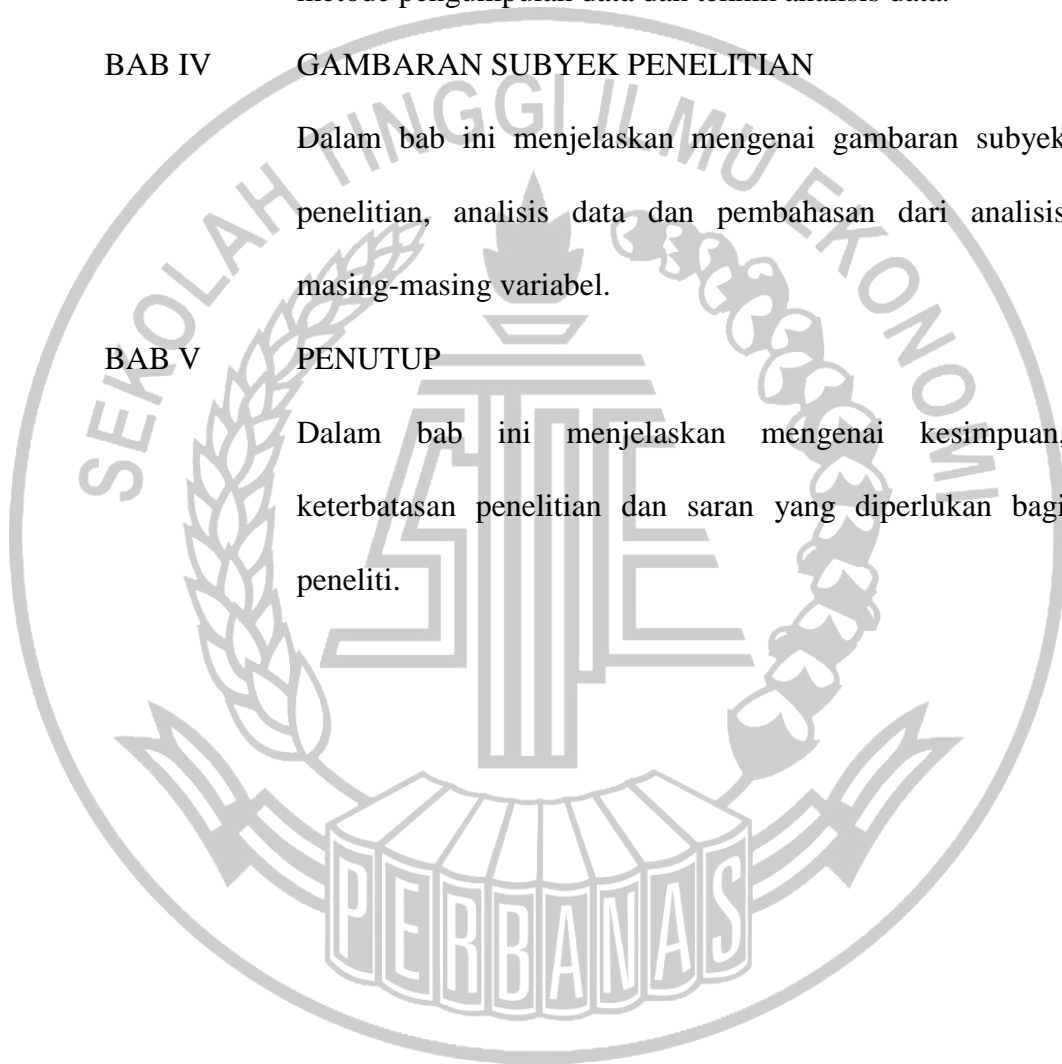 metode pengumpulan data dan teknik analisis data.
BAB IV GAMBARAN SUBYEK PENELITIAN
Dalam bab ini menjelaskan mengenai gambaran subyek
penelitian, analisis data dan pembahasan dari analisis
masing-masing variabel.
BAB V PENUTUP
Dalam bab ini menjelaskan mengenai kesimpuan,
keterbatasan penelitian dan saran yang diperlukan bagi
peneliti.
SEKOLAH TINGGI ILMU EKONOMI
PERBANAS